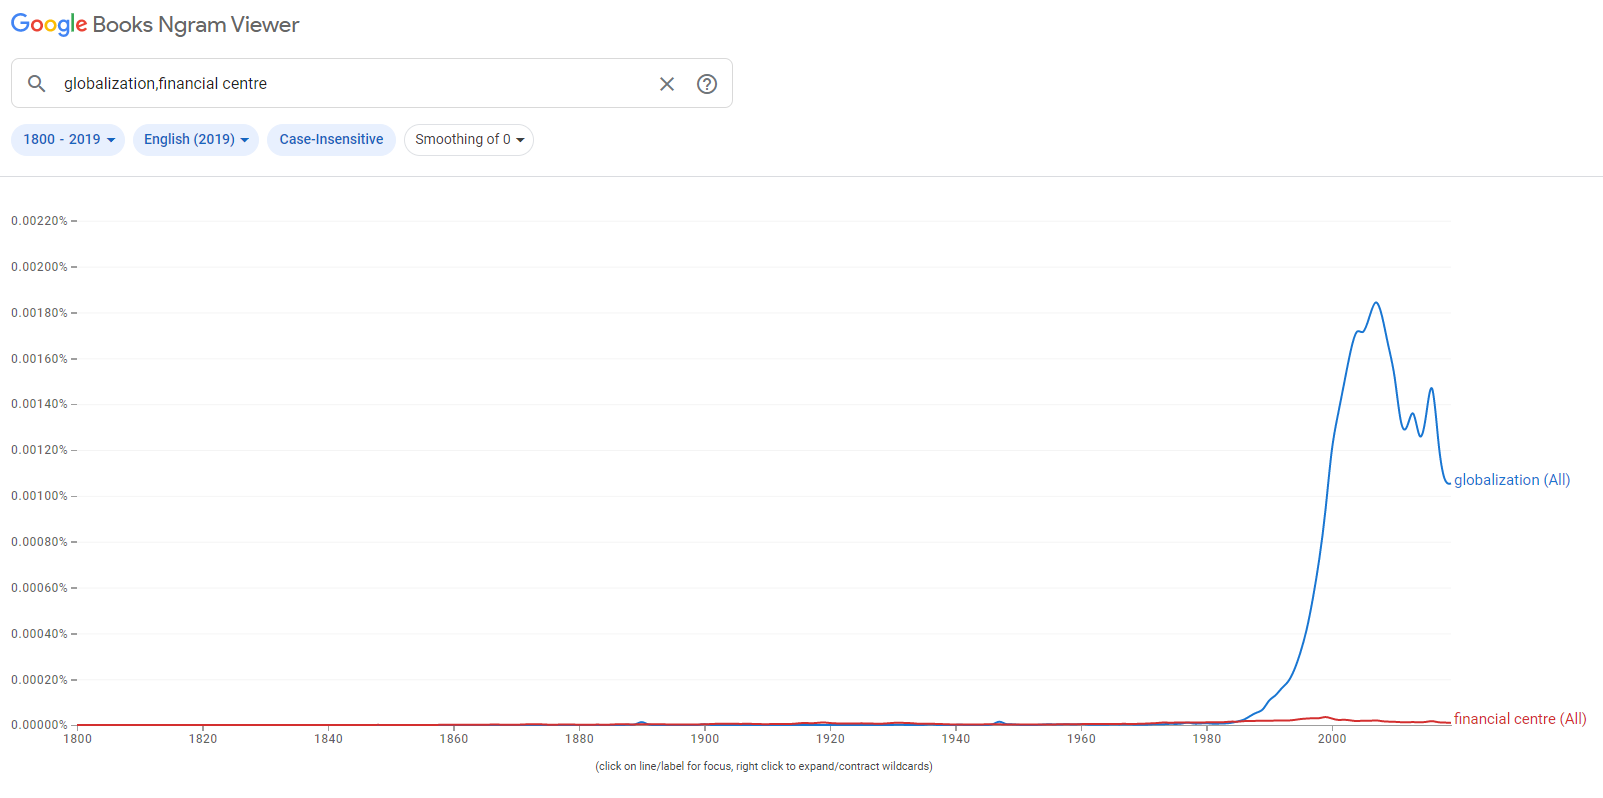 Google Books Ngram Viewer
globalization,financial centre
1800 - 2019 English (2019) Case-Insensitive Smoothing of 0
0.00220%
0.00200%
0.00180%
0.00160%
0.00140%
0.00120%
0.00100%
0.00080%
0.00060%
0.00040%
0.00020%
0.00000%
globalization (All)
financial centre (All)
1800 1820 1840 1860 1880 1900 1920 1940 1960 1980 2000
(click on line/label for focus, right click to expand/contract wildcards)